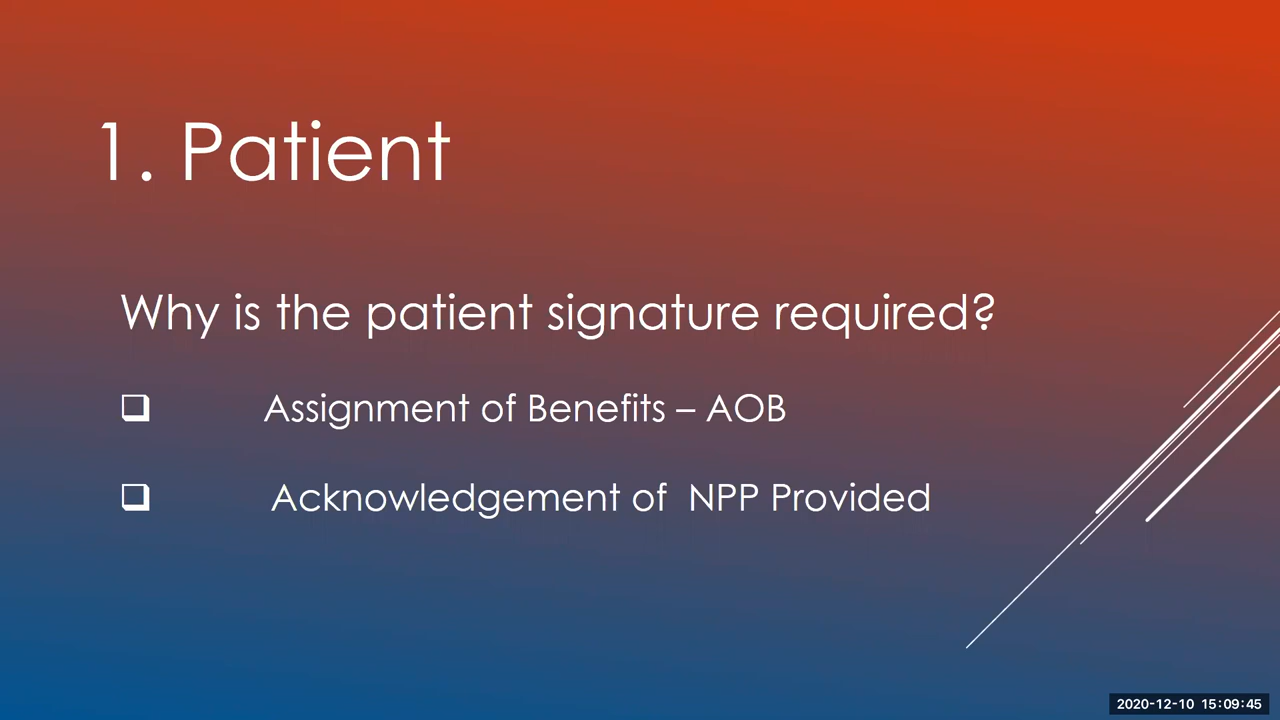 1. Patient
Why is the patient signature required?
❑ Assignment of Benefits – AOB
❑ Acknowledgement of NPP Provided
2020-12-10 15:09:45